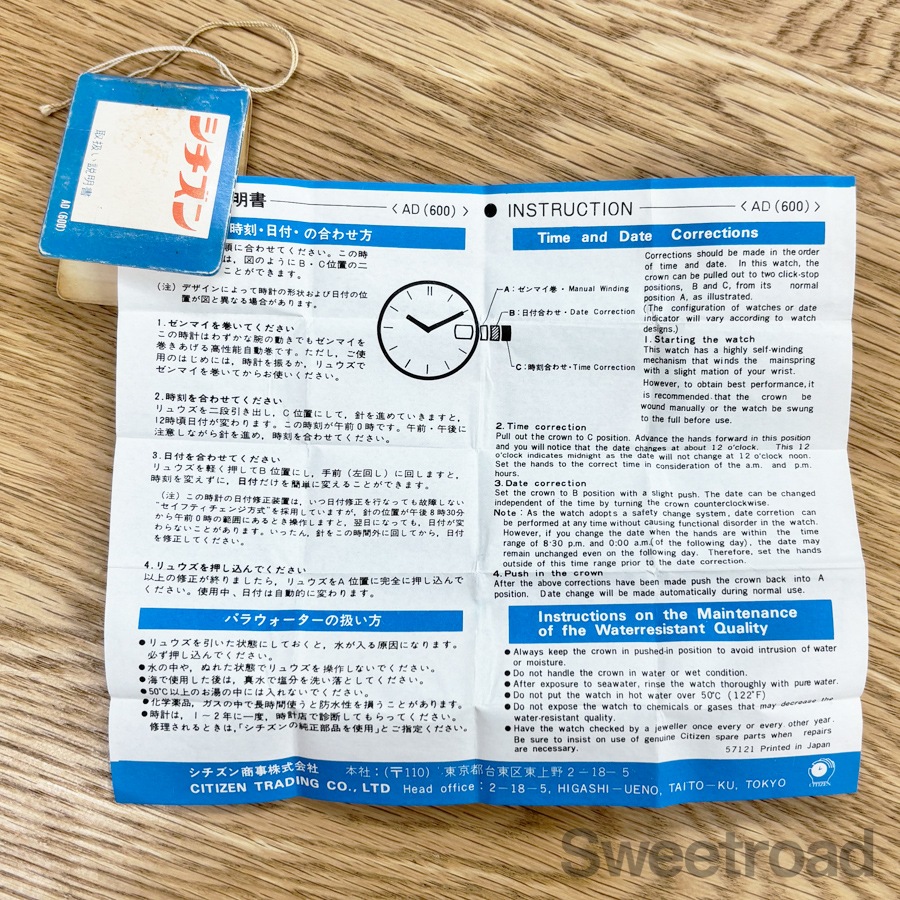 シチズン
取扱い説明書
AD (600)
明書
< AD (600) >
時刻・日付・の合わせ方
順に合わせてください。この時
は、図のようにB・C位置の二
ことができます。
(注) デザインによって時計の形状および日付の位
置が図と異なる場合があります。
1.ゼンマイを巻いてください
この時計はわずかな腕の動きでもゼンマイを
巻きあげる高性能自動巻です。ただし、ご使
用のはじめには、時計を振るか、リュウズで
ゼンマイを巻いてからお使いください。
2.時刻を合わせてください
リュウズを二段引き出し、C位置にして、針を進めていきますと、
12時頃日付が変わります。この時刻が午前0時です。午前・午後に
注意しながら針を進め、時刻を合わせてください。
3.日付を合わせてください
リュウズを軽く押してB位置にし、手前(左回し)に回しますと、
時刻を変えずに、日付だけを簡単に変えることができます。
(注) この時計の日付修正装置は、いつ日付修正を行なっても故障しない
"セイフティチェンジ方式"を採用していますが、針の位置が午後8時30分
から午前0時の範囲にあるとき操作しますと、翌日になっても、日付が変
わらないことがあります。いったん、針をこの時間外に回してから、日付
を修正してください。
4.リュウズを押し込んでください
以上の修正が終りましたら、リュウズをA位置に完全に押し込んで
ください。使用中、日付は自動的に変わります。
パラウォーターの扱い方
●リュウズを引いた状態にしておくと、水が入る原因になります。
必ず押し込んでください。
●水の中や、ぬれた状態でリュウズを操作しないでください。
●海で使用した後は、真水で塩分を洗い落としてください。
●50℃以上のお湯の中には入れないでください。
●化学薬品、ガスの中で長時間使うと防水性を損うことがあります。
●時計は、1～2年に一度、時計店で診断してもらってください。
修理されるときは、「シチズンの純正部品を使用」とご指定ください。
● INSTRUCTION
< AD (600) >
Time and Date Corrections
A：ゼンマイ巻・Manual Winding
B：日付合わせ・Date Correction
C：時刻合わせ・Time Correction
Corrections should be made in the order
of time and date. In this watch, the
crown can be pulled out to two click-stop
positions, B and C, from its normal
position A, as illustrated.
(The configuration of watches or date
indicator will vary according to watch
designs.)
1. Starting the watch
This watch has a highly self-winding
mechanism that winds the mainspring
with a slight mation of your wrist.
However, to obtain best performance, it
is recommended that the crown be
wound manually or the watch be swung
to the full before use.
2. Time correction
Pull out the crown to C position. Advance the hands forward in this position
and you will notice that the date changes at about 12 o'clock. This 12
o'clock indicates midnight as the date will not change at 12 o'clock noon.
Set the hands to the correct time in consideration of the a.m. and p.m.
hours.
3. Date correction
Set the crown to B position with a slight push. The date can be changed
independent of the time by turning the crown counterclockwise.
Note : As the watch adopts a safety change system, date corretion can
be performed at any time without causing functional disorder in the watch.
However, if you change the date when the hands are within the time
range of 8:30 p.m. and 0:00 a.m.(of the following day), the date may
remain unchanged even on the following day. Therefore, set the hands
outside of this time range prior to the date correction.
4. Push in the crown
After the above corrections have been made push the crown back into A
position. Date change will be made automatically during normal use.
Instructions on the Maintenance
of fhe Waterresistant Quality
● Always keep the crown in pushed-in position to avoid intrusion of water
or moisture.
● Do not handle the crown in water or wet condition.
● After exposure to seawater, rinse the watch thoroughly with pure water.
● Do not put the watch in hot water over 50℃ (122°F)
● Do not expose the watch to chemicals or gases that may decrease the
water-resistant quality.
● Have the watch checked by a jeweller once every or every other year.
Be sure to insist on use of genuine Citizen spare parts when repairs
are necessary.
57121 Printed in Japan
シチズン商事株式会社 本社：(〒110) 東京都台東区東上野2－18－5
CITIZEN TRADING CO., LTD Head office : 2－18－5, HIGASHI－UENO, TAITO－KU, TOKYO
CITIZEN
Sweetroad